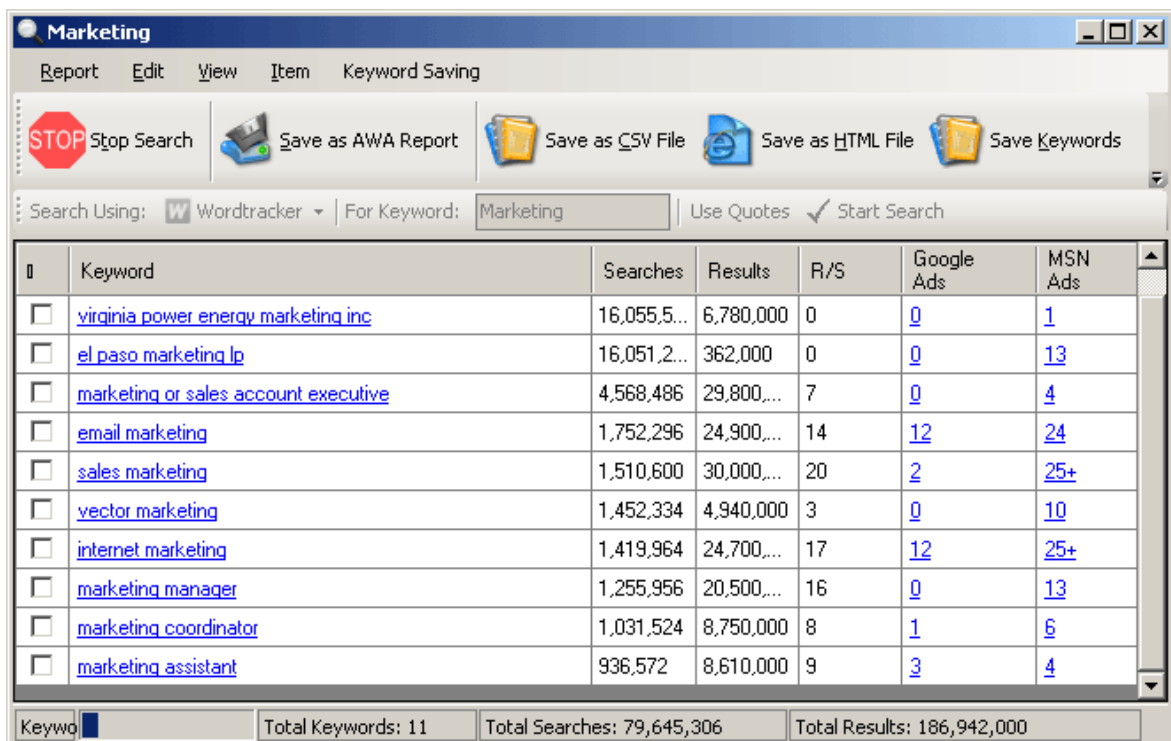 Marketing
Report Edit View Item Keyword Saving
STOP Stop Search Save as AWA Report Save as CSV File Save as HTML File Save Keywords
Search Using: W Wordtracker For Keyword: Marketing Use Quotes Start Search
Keyword Searches Results R/S Google Ads MSN Ads
virginia power energy marketing inc 16,055,5... 6,780,000 0 0 1
el paso marketing lp 16,051,2... 362,000 0 0 13
marketing or sales account executive 4,568,486 29,800,... 7 0 4
email marketing 1,752,296 24,900,... 14 12 24
sales marketing 1,510,600 30,000,... 20 2 25+
vector marketing 1,452,334 4,940,000 3 0 10
internet marketing 1,419,964 24,700,... 17 12 25+
marketing manager 1,255,956 20,500,... 16 0 13
marketing coordinator 1,031,524 8,750,000 8 1 6
marketing assistant 936,572 8,610,000 9 3 4
Keywo Total Keywords: 11 Total Searches: 79,645,306 Total Results: 186,942,000